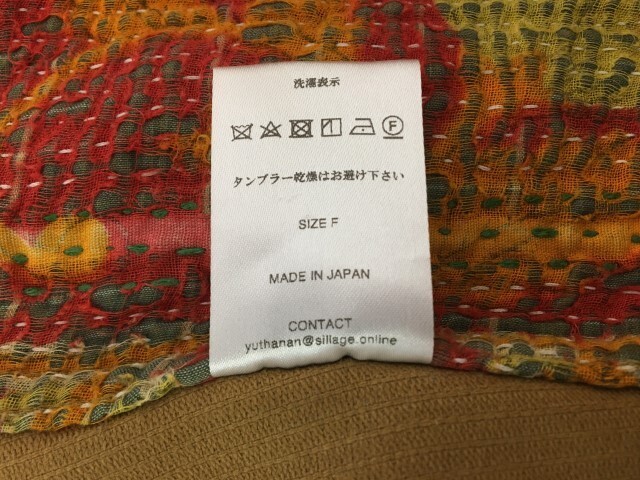 洗濯表示
タンブラー乾燥はお避け下さい
SIZE F
MADE IN JAPAN
CONTACT
yuthanan@sillage.online